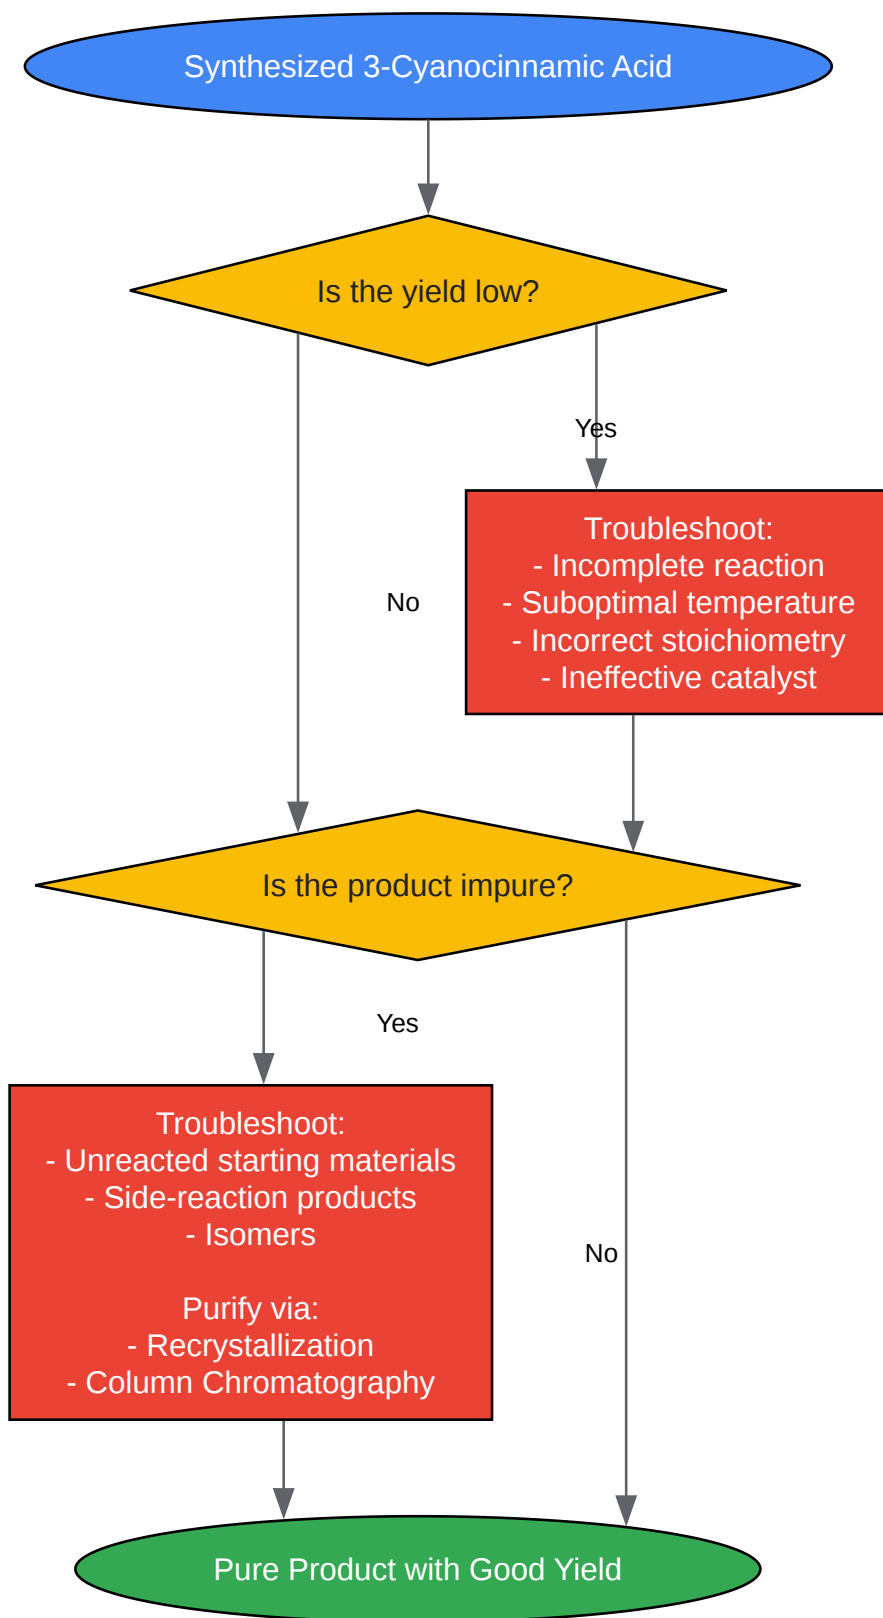 Synthesized 3-Cyanocinnamic Acid
Is the yield low?
Yes
Troubleshoot:
- Incomplete reaction
- Suboptimal temperature
- Incorrect stoichiometry
- Ineffective catalyst
No
Is the product impure?
Yes
Troubleshoot:
- Unreacted starting materials
- Side-reaction products
- Isomers
Purify via:
- Recrystallization
- Column Chromatography
No
Pure Product with Good Yield